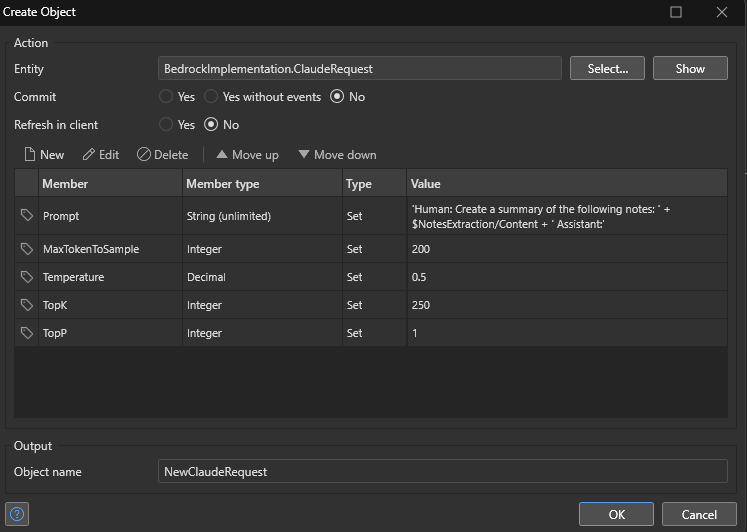 Create Object
Action
Entity BedrockImplementation.ClaudeRequest Select... Show
Commit Yes Yes without events No
Refresh in client Yes No
New Edit Delete Move up Move down
Member Member type Type Value
Prompt String (unlimited) Set 'Human: Create a summary of the following notes: ' +
$NotesExtraction/Content + ' Assistant:'
MaxTokenToSample Integer Set 200
Temperature Decimal Set 0.5
TopK Integer Set 250
TopP Integer Set 1
Output
Object name NewClaudeRequest
? OK Cancel